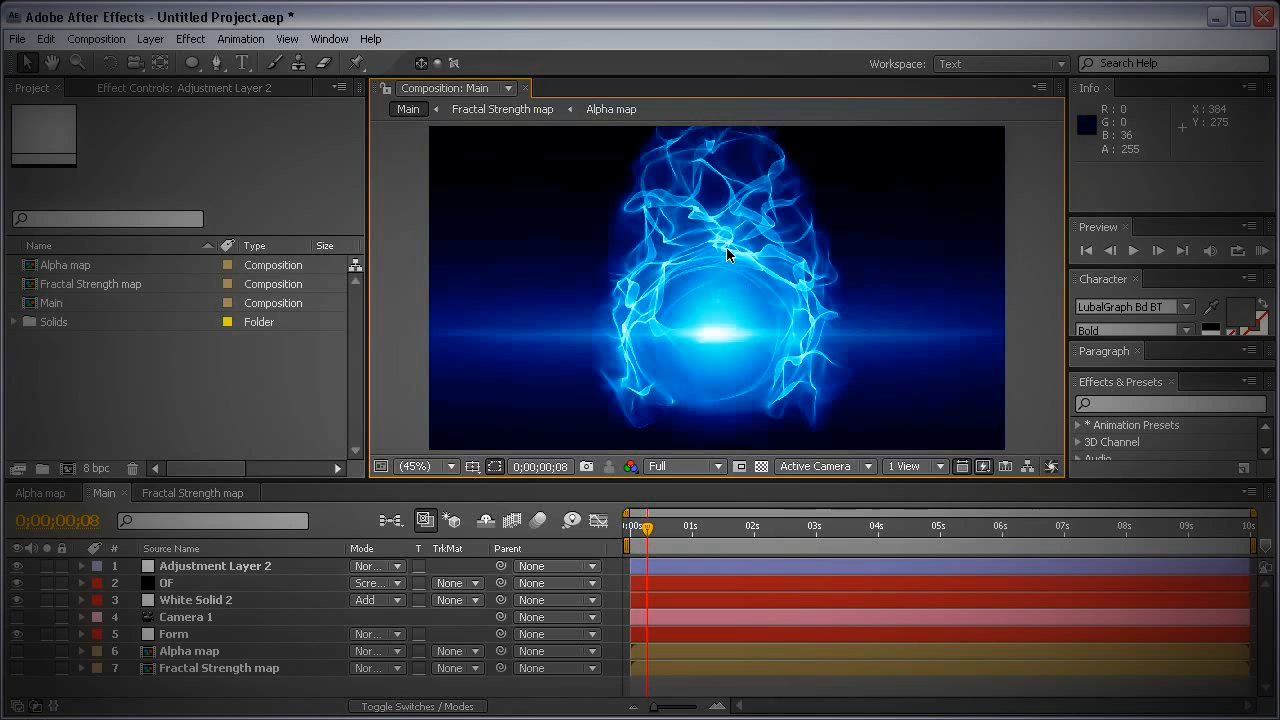 Adobe After Effects - Untitled Project.aep *
File Edit Composition Layer Effect Animation View Window Help
Workspace: Text Search Help
Project Effect Controls: Adjustment Layer 2
Composition: Main
Main Fractal Strength map Alpha map
Info
R : 0 X : 384
G : 0 Y : 275
B : 36
A : 255
Name Type Size
Alpha map Composition
Fractal Strength map Composition
Main Composition
Solids Folder
8 bpc
Preview
Character
LubalGraph Bd BT
Bold
Paragraph
Effects & Presets
* Animation Presets
3D Channel
Audio
(45%) 0;00;00;08 Full Active Camera 1 View
Alpha map Main Fractal Strength map
0;00;00;08
:00s 01s 02s 03s 04s 05s 06s 07s 08s 09s 10s
# Source Name Mode T TrkMat Parent
1 Adjustment Layer 2 Nor... None
2 OF Scre... None None
3 White Solid 2 Add None None
4 Camera 1 None
5 Form Nor... None None
6 Alpha map Nor... None None
7 Fractal Strength map Nor... None None
Toggle Switches / Modes